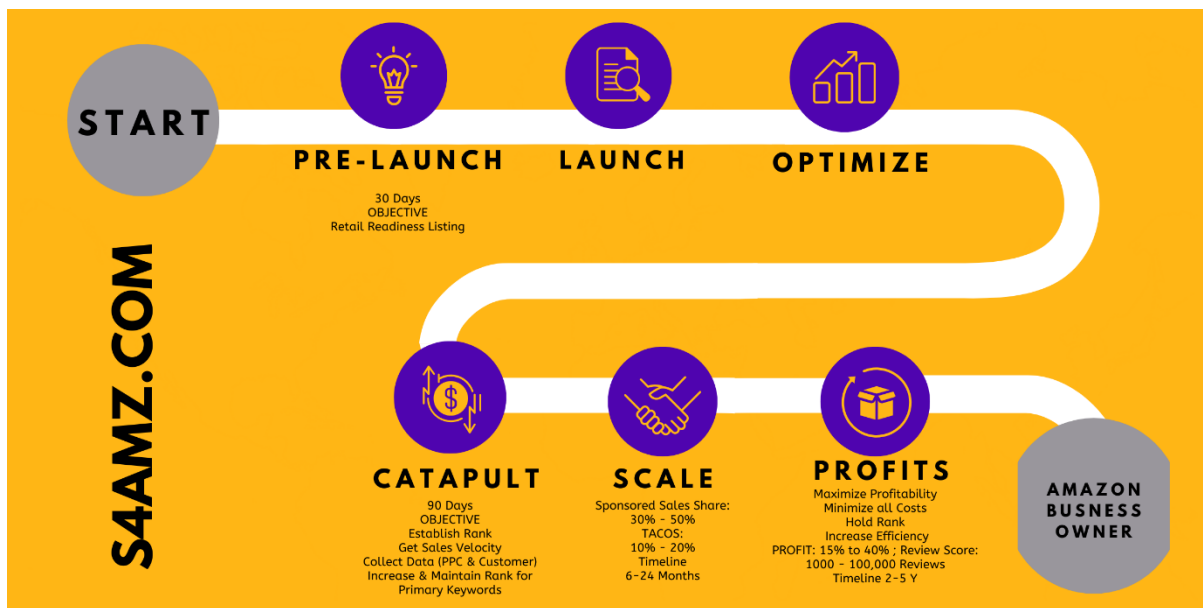 START
PRE-LAUNCH
30 Days
OBJECTIVE
Retail Readiness Listing
LAUNCH
OPTIMIZE
S4AMZ.COM
$
CATAPULT
90 Days
OBJECTIVE
Establish Rank
Get Sales Velocity
Collect Data (PPC & Customer)
Increase & Maintain Rank for
Primary Keywords
SCALE
Sponsored Sales Share:
30% - 50%
TACOS:
10% - 20%
Timeline
6-24 Months
PROFITS
Maximize Profitability
Minimize all Costs
Hold Rank
Increase Efficiency
PROFIT: 15% to 40% ; Review Score:
1000 - 100,000 Reviews
Timeline 2-5 Y
AMAZON
BUSNESS
OWNER